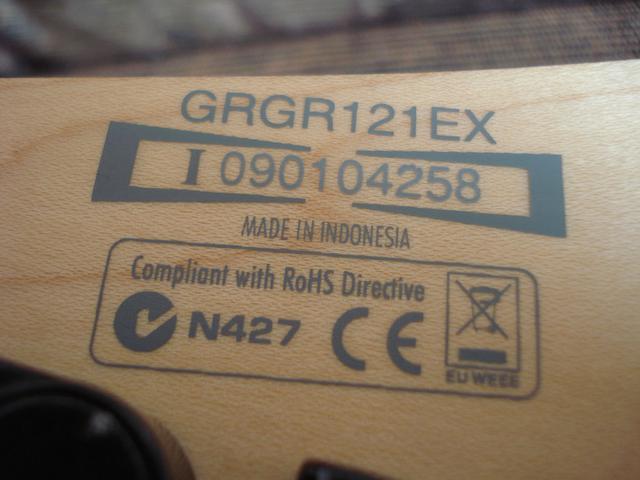 GRGR121EX
I 090104258
MADE IN INDONESIA
Compliant with RoHS Directive
N427 CE
EU WEEE